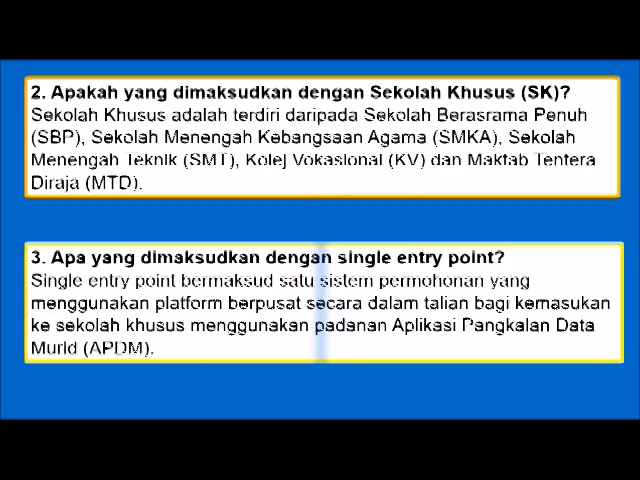 2. Apakah yang dimaksudkan dengan Sekolah Khusus (SK)?
Sekolah Khusus adalah terdiri daripada Sekolah Berasrama Penuh
(SBP), Sekolah Menengah Kebangsaan Agama (SMKA), Sekolah
Menengah Teknik (SMT), Kolej Vokasional (KV) dan Maktab Tentera
Diraja (MTD).
3. Apa yang dimaksudkan dengan single entry point?
Single entry point bermaksud satu sistem permohonan yang
menggunakan platform berpusat secara dalam talian bagi kemasukan
ke sekolah khusus menggunakan padanan Aplikasi Pangkalan Data
Murid (APDM).